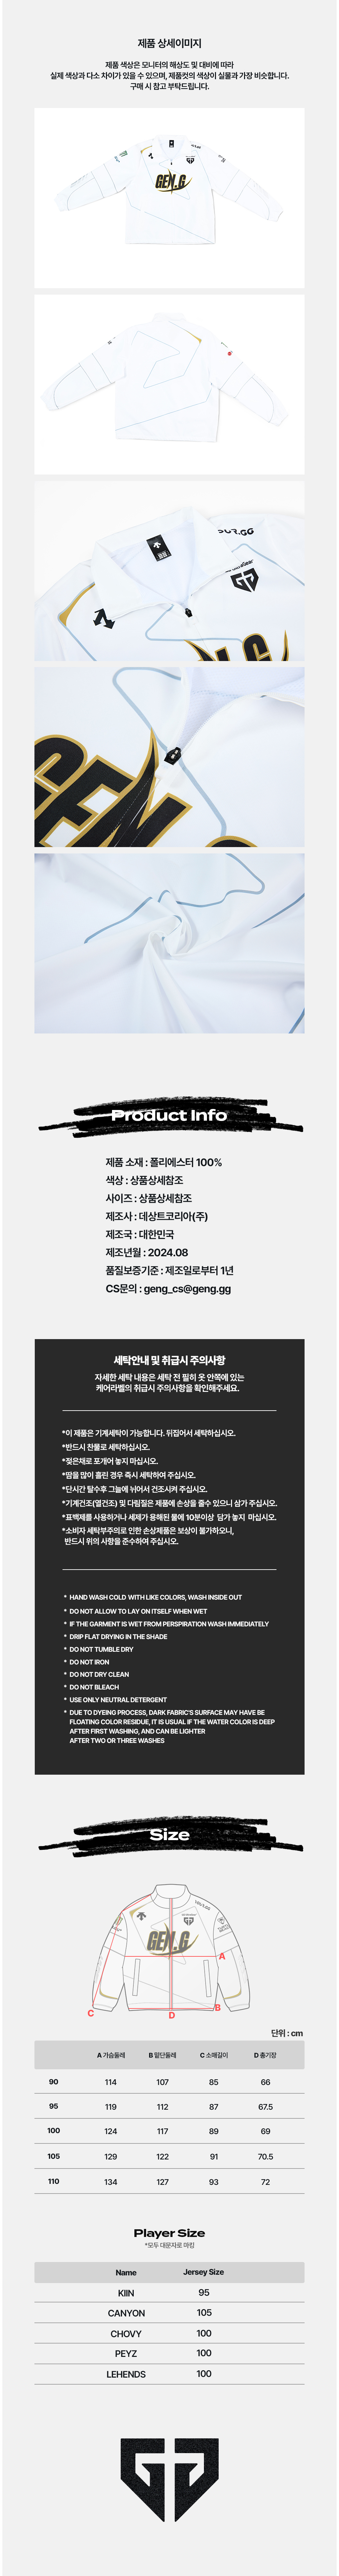 제품 상세이미지
제품 색상은 모니터의 해상도 및 대비에 따라
실제 색상과 다소 차이가 있을 수 있으며, 제품컷의 색상이 실물과 가장 비슷합니다.
구매 시 참고 부탁드립니다.
GEN.G
GEN.G
GEN.G
Product Info
제품 소재 : 폴리에스터 100%
색상 : 상품상세참조
사이즈 : 상품상세참조
제조사 : 데상트코리아(주)
제조국 : 대한민국
제조년월 : 2024.08
품질보증기준 : 제조일로부터 1년
CS문의 : geng_cs@geng.gg
세탁안내 및 취급시 주의사항
자세한 세탁 내용은 세탁 전 필히 옷 안쪽에 있는
케어라벨의 취급시 주의사항을 확인해주세요.
*이 제품은 기계세탁이 가능합니다. 뒤집어서 세탁하십시오.
*반드시 찬물로 세탁하십시오.
*젖은채로 포개어 놓지 마십시오.
*땀을 많이 흘린 경우 즉시 세탁하여 주십시오.
*단시간 탈수후 그늘에 뉘어서 건조시켜 주십시오.
*기계건조(열건조) 및 다림질은 제품에 손상을 줄수 있으니 삼가 주십시오.
*표백제를 사용하거나 세제가 용해된 물에 10분이상 담가 놓지 마십시오.
*소비자 세탁부주의로 인한 손상제품은 보상이 불가하오니,
반드시 위의 사항을 준수하여 주십시오.
* HAND WASH COLD WITH LIKE COLORS, WASH INSIDE OUT
* DO NOT ALLOW TO LAY ON ITSELF WHEN WET
* IF THE GARMENT IS WET FROM PERSPIRATION WASH IMMEDIATELY
* DRIP FLAT DRYING IN THE SHADE
* DO NOT TUMBLE DRY
* DO NOT IRON
* DO NOT DRY CLEAN
* DO NOT BLEACH
* USE ONLY NEUTRAL DETERGENT
* DUE TO DYEING PROCESS, DARK FABRIC'S SURFACE MAY HAVE BE
FLOATING COLOR RESIDUE, IT IS USUAL IF THE WATER COLOR IS DEEP
AFTER FIRST WASHING, AND CAN BE LIGHTER
AFTER TWO OR THREE WASHES
Size
GEN.G
A
B
C
D
단위 : cm
A 가슴둘레 B 밑단둘레 C 소매길이 D 총기장
90 114 107 85 66
95 119 112 87 67.5
100 124 117 89 69
105 129 122 91 70.5
110 134 127 93 72
Player Size
*모두 대문자로 마킹
Name Jersey Size
KIIN 95
CANYON 105
CHOVY 100
PEYZ 100
LEHENDS 100